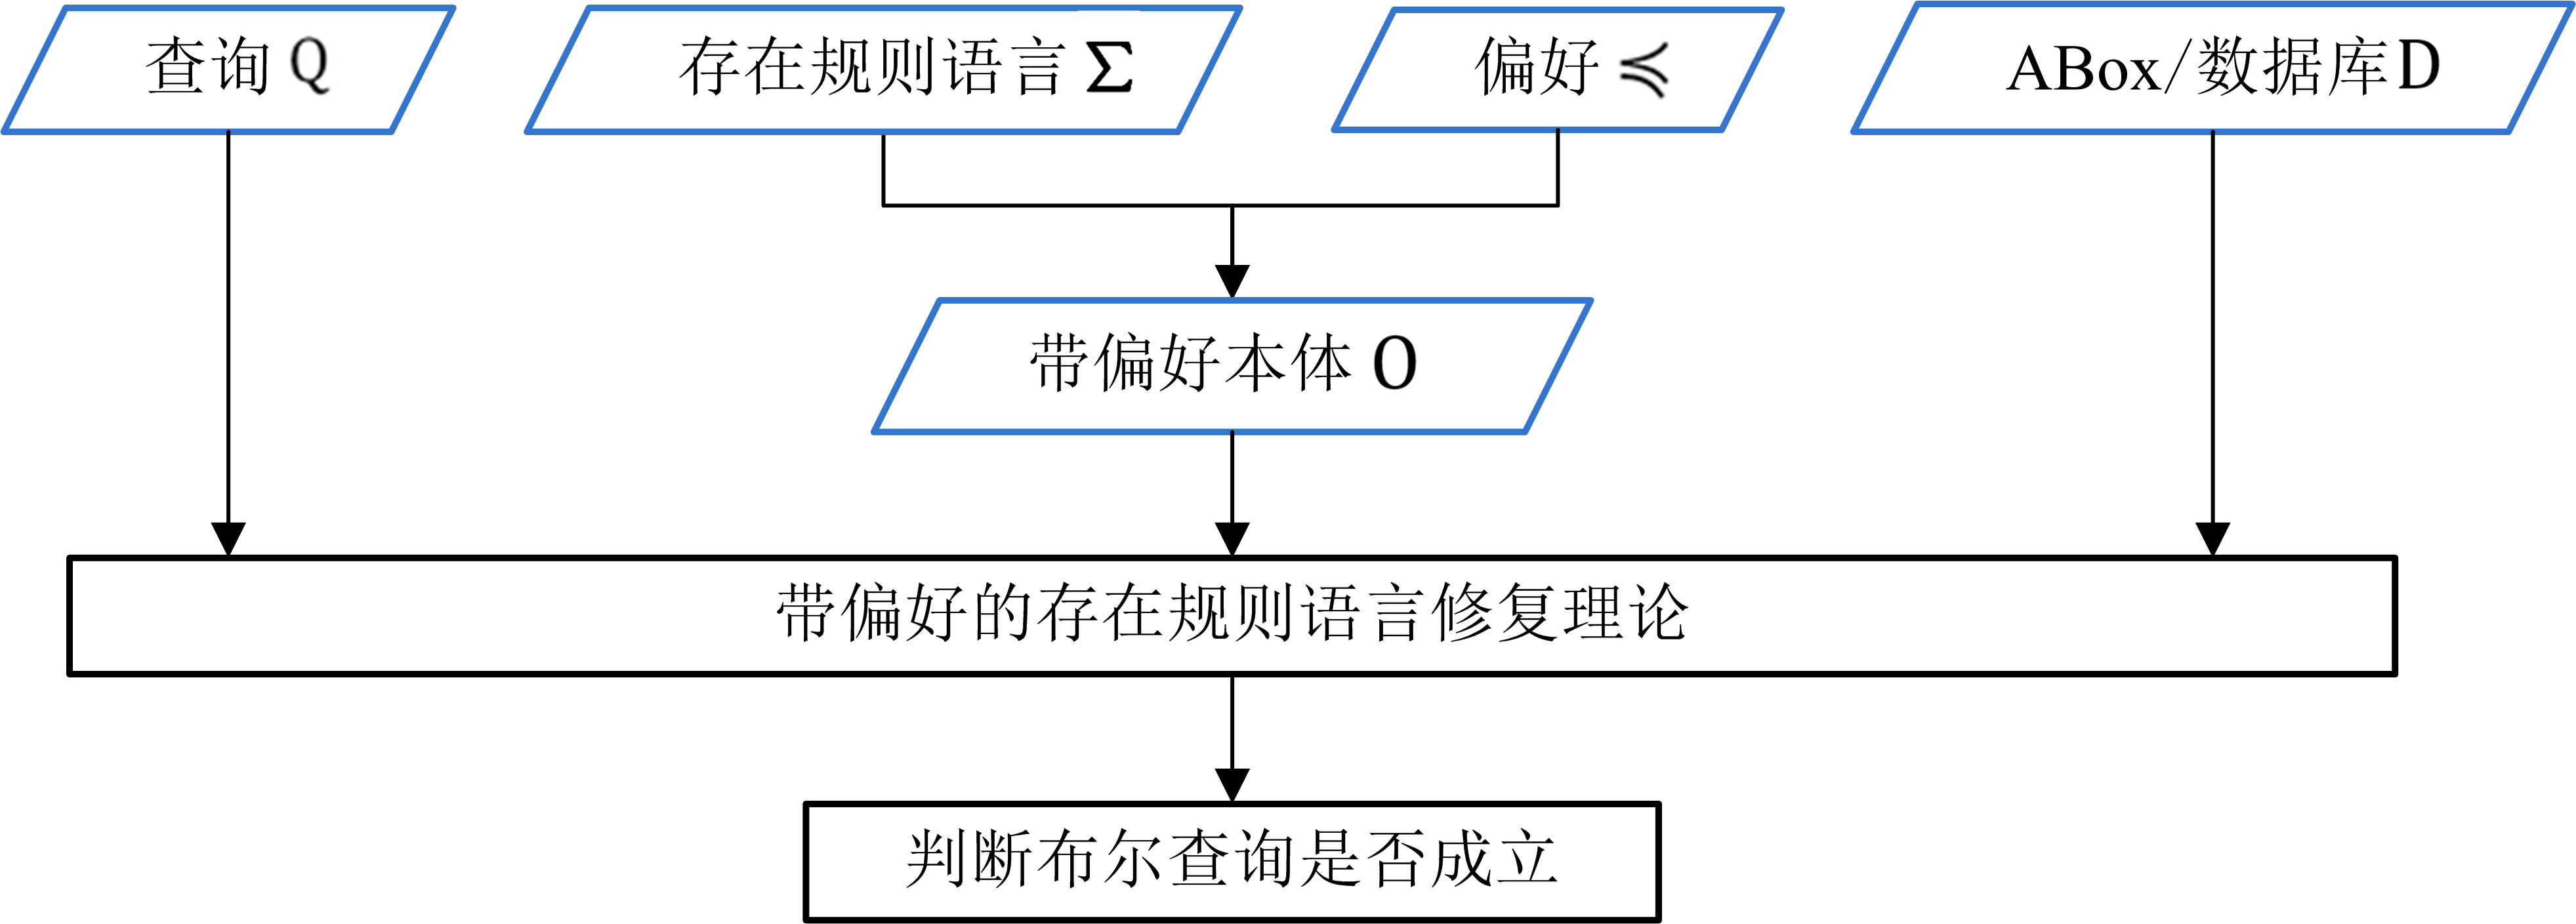 查询 Q
存在规则语言 Σ
偏好 ≼
ABox/数据库 D
带偏好本体 O
带偏好的存在规则语言修复理论
判断布尔查询是否成立